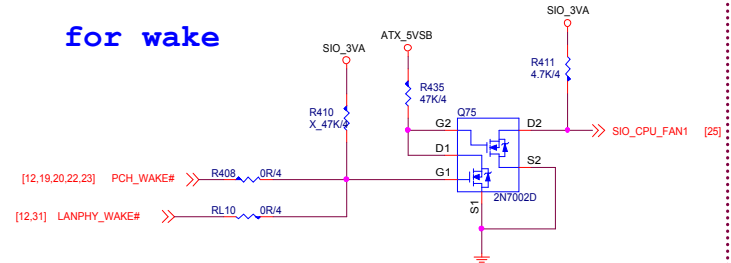 for wake
SIO_3VA
ATX_5VSB
SIO_3VA
R411
4.7K/4
R435
47K/4
R410
X_47K/4
Q75
G2
D2
SIO_CPU_FAN1 [25]
D1
S2
G1
[12,19,20,22,23] PCH_WAKE# R408 0R/4
2N7002D
S1
[12,31] LANPHY_WAKE# RL10 0R/4